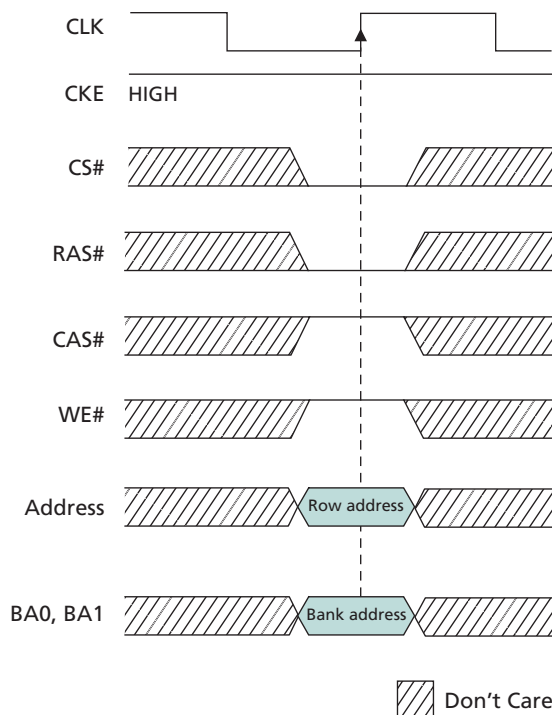 CLK
CKE HIGH
CS#
RAS#
CAS#
WE#
Address Row address
BA0, BA1 Bank address
Don't Care